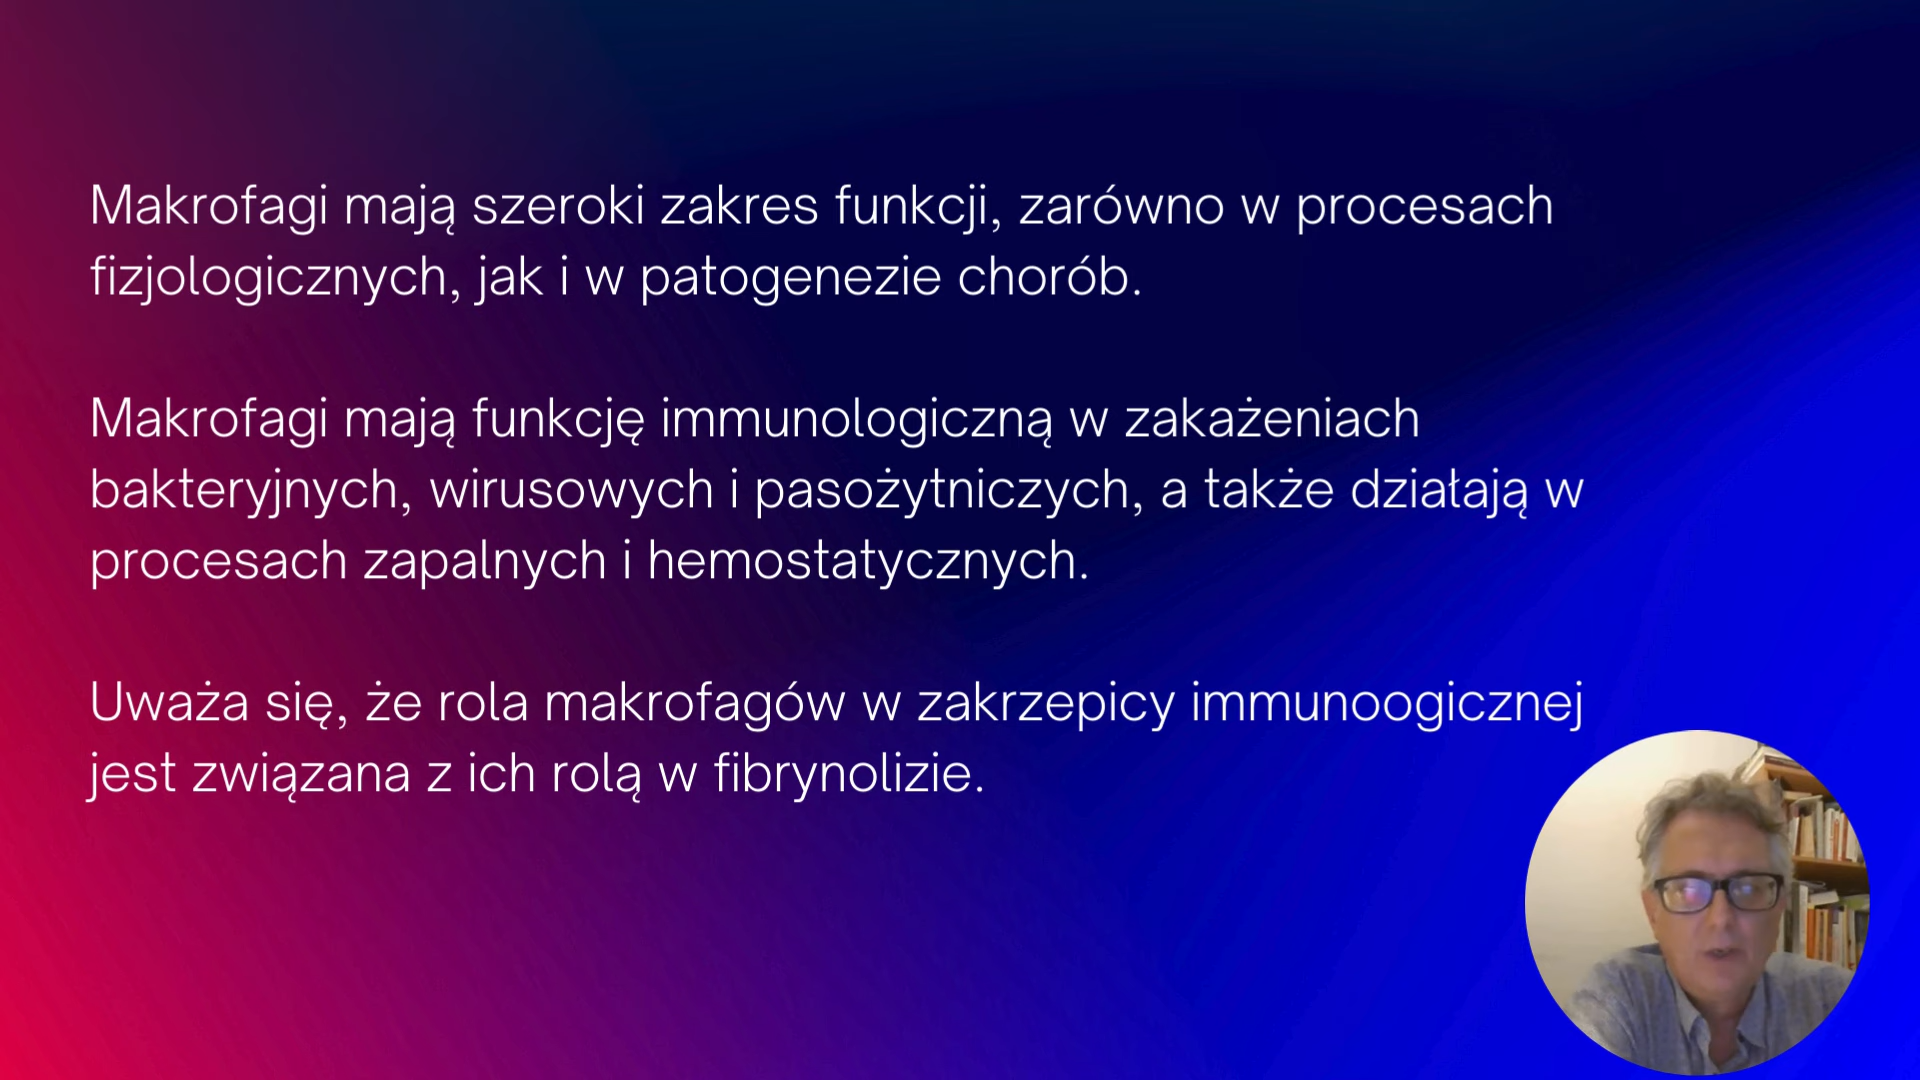 Makrofagi mają szeroki zakres funkcji, zarówno w procesach
fizjologicznych, jak i w patogenezie chorób.
Makrofagi mają funkcję immunologiczną w zakażeniach
bakteryjnych, wirusowych i pasożytniczych, a także działają w
procesach zapalnych i hemostatycznych.
Uważa się, że rola makrofagów w zakrzepicy immunoogicznej
jest związana z ich rolą w fibrynolizie.